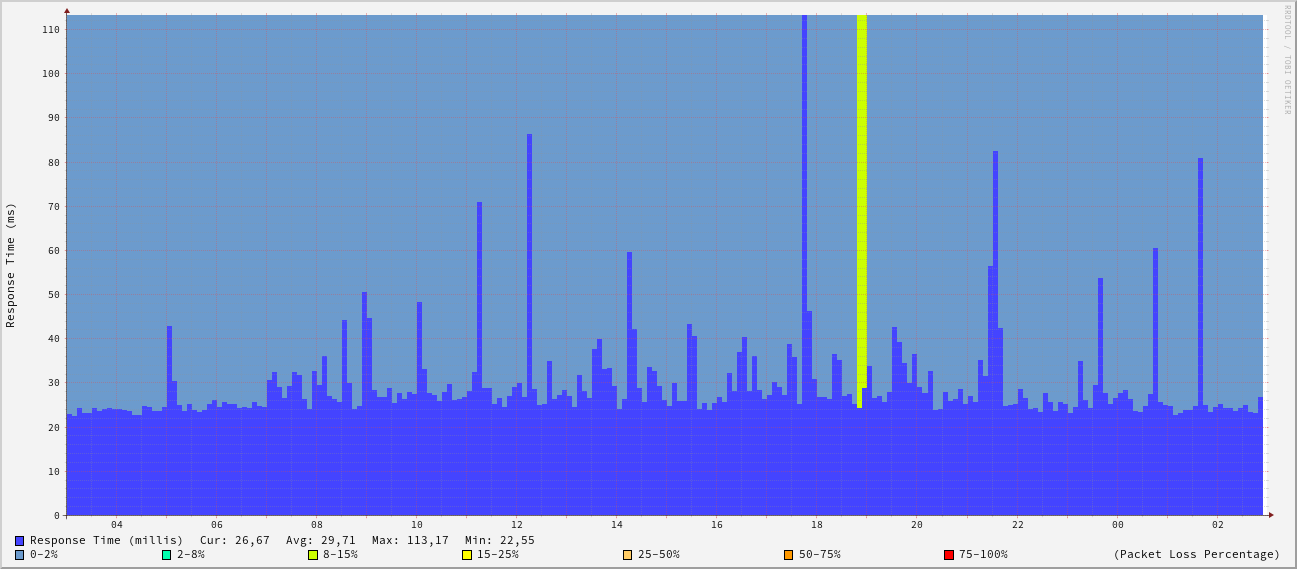 RRDTOOL / TOBI OETIKER
Response Time (ms)
110
100
90
80
70
60
50
40
30
20
10
0
04 06 08 10 12 14 16 18 20 22 00 02
Response Time (millis) Cur: 26,67 Avg: 29,71 Max: 113,17 Min: 22,55
0-2% 2-8% 8-15% 15-25% 25-50% 50-75% 75-100% (Packet Loss Percentage)